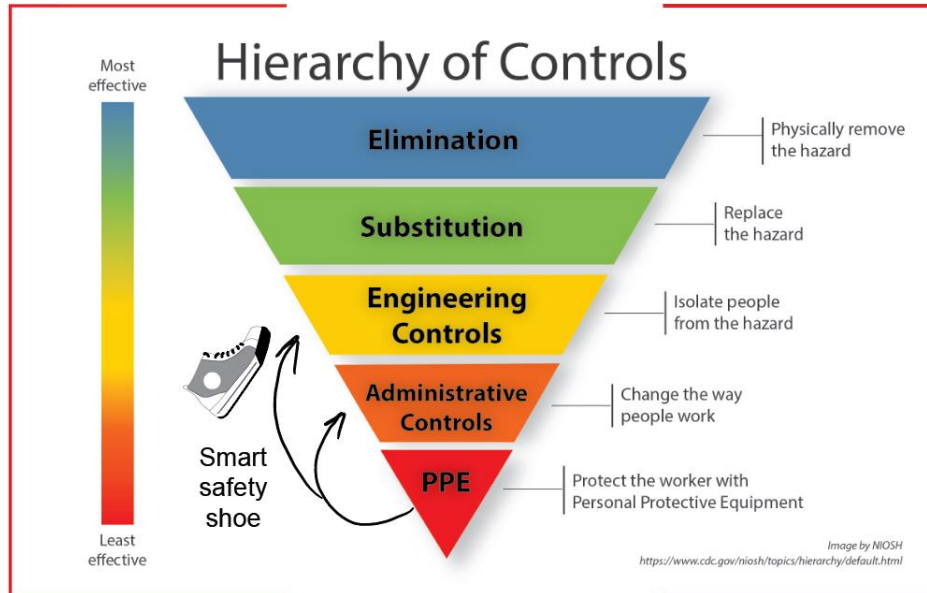 Hierarchy of Controls
Most
effective
Elimination
Physically remove
the hazard
Substitution
Replace
the hazard
Engineering
Controls
Isolate people
from the hazard
Administrative
Controls
Change the way
people work
Smart
safety
shoe
PPE
Protect the worker with
Personal Protective Equipment
Least
effective
Image by NIOSH
https://www.cdc.gov/niosh/topics/hierarchy/default.html